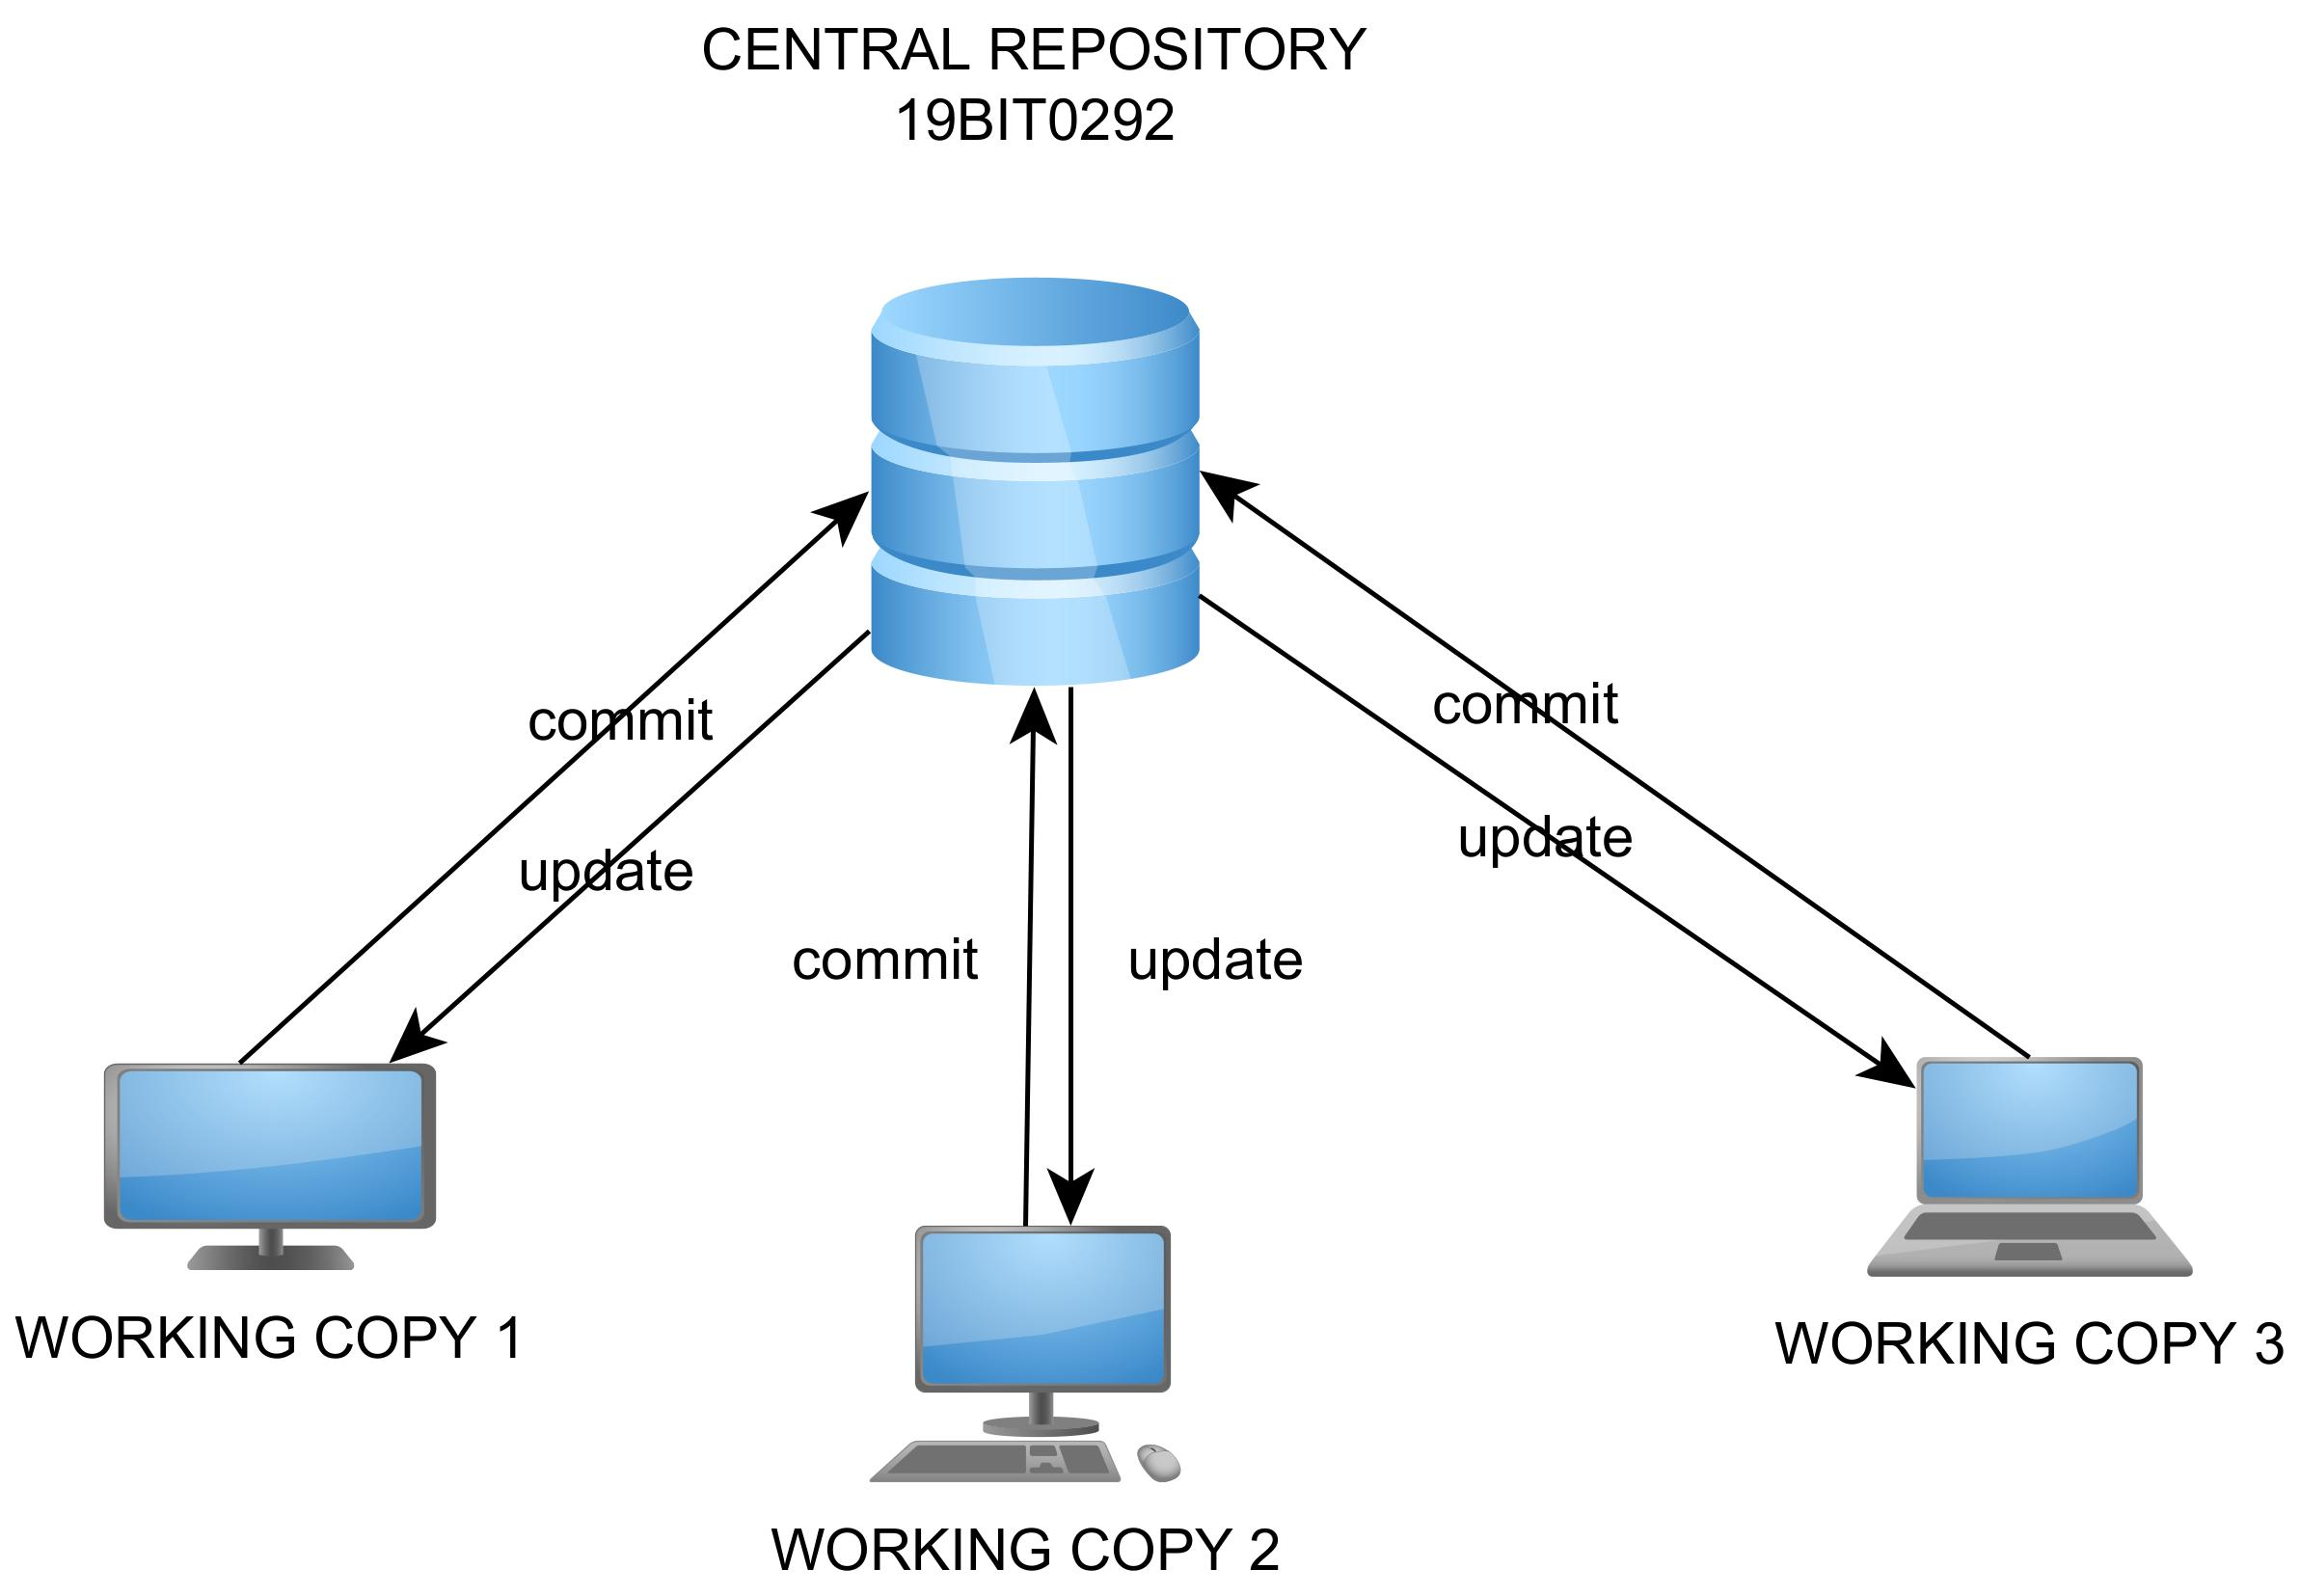 CENTRAL REPOSITORY
19BIT0292
commit
commit
update
update
commit
update
WORKING COPY 1
WORKING COPY 3
WORKING COPY 2